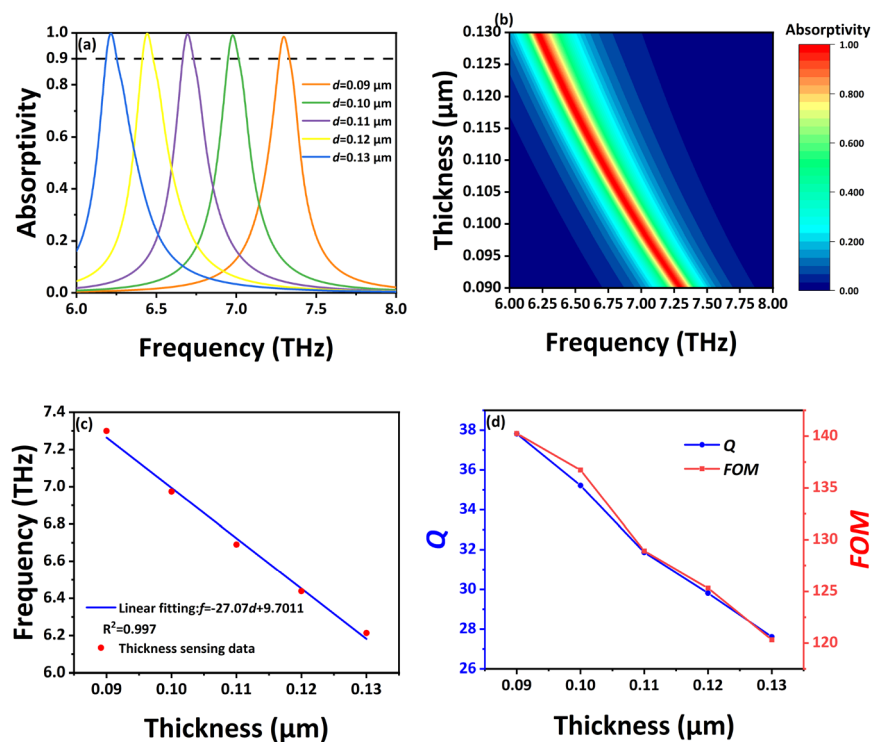 (a)
1.0
0.9
0.8
0.6
0.4
0.2
0.0
Absorptivity
d=0.09 μm
d=0.10 μm
d=0.11 μm
d=0.12 μm
d=0.13 μm
6.0 6.5 7.0 7.5 8.0
Frequency (THz)
(b)
0.130
0.125
0.120
0.115
0.110
0.105
0.100
0.095
0.090
Thickness (μm)
6.00 6.25 6.50 6.75 7.00 7.25 7.50 7.75 8.00
Frequency (THz)
Absorptivity
1.00
0.800
0.600
0.400
0.200
0.00
(c)
7.4
7.2
7.0
6.8
6.6
6.4
6.2
6.0
Frequency (THz)
Linear fitting:f=-27.07d+9.7011
R²=0.997
Thickness sensing data
0.09 0.10 0.11 0.12 0.13
Thickness (μm)
(d)
38
36
34
32
30
28
26
Q
Q
FOM
140
135
130
125
120
FOM
0.09 0.10 0.11 0.12 0.13
Thickness (μm)